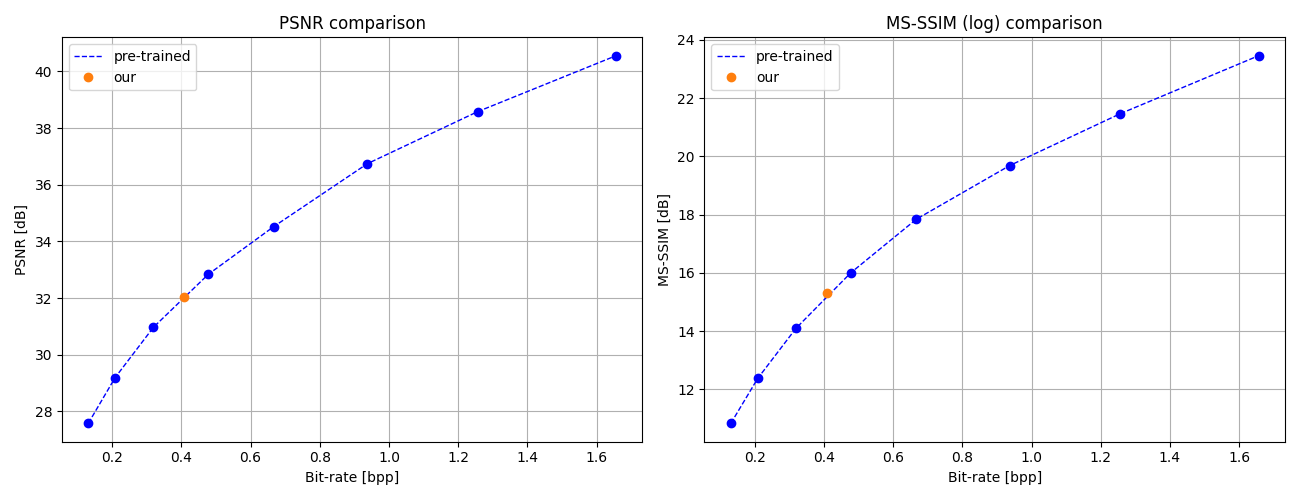 PSNR comparison
pre-trained
our
40
38
36
34
32
30
28
PSNR [dB]
0.2 0.4 0.6 0.8 1.0 1.2 1.4 1.6
Bit-rate [bpp]
MS-SSIM (log) comparison
pre-trained
our
24
22
20
18
16
14
12
MS-SSIM [dB]
0.2 0.4 0.6 0.8 1.0 1.2 1.4 1.6
Bit-rate [bpp]